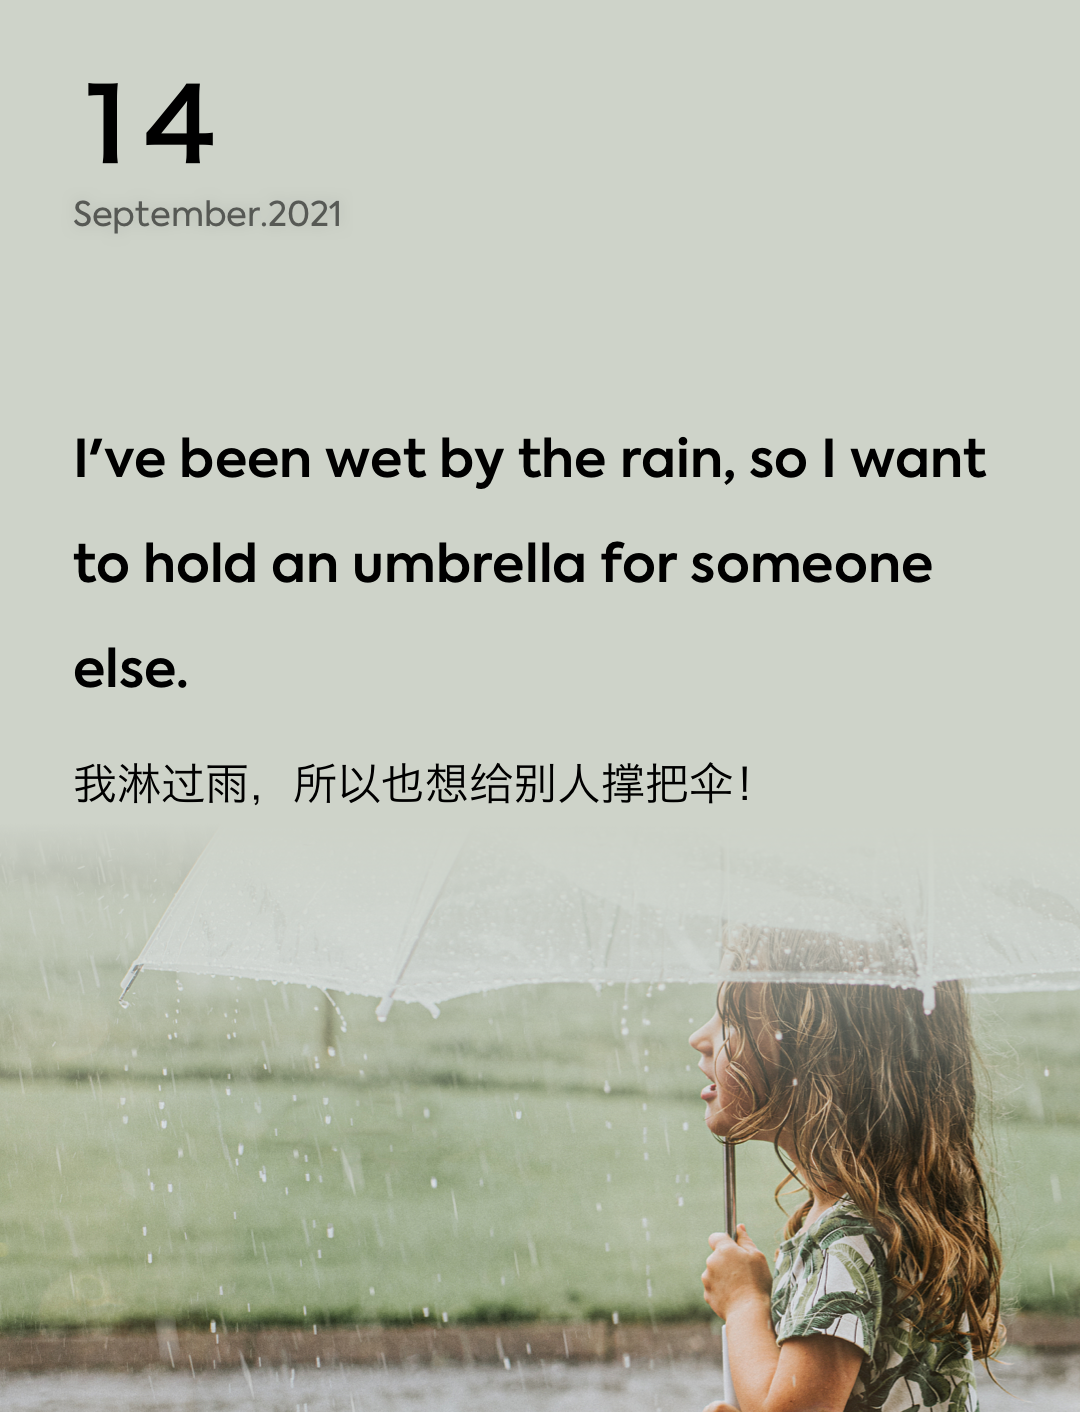 14
September.2021
I've been wet by the rain, so I want
to hold an umbrella for someone
else.
我淋过雨，所以也想给别人撑把伞！